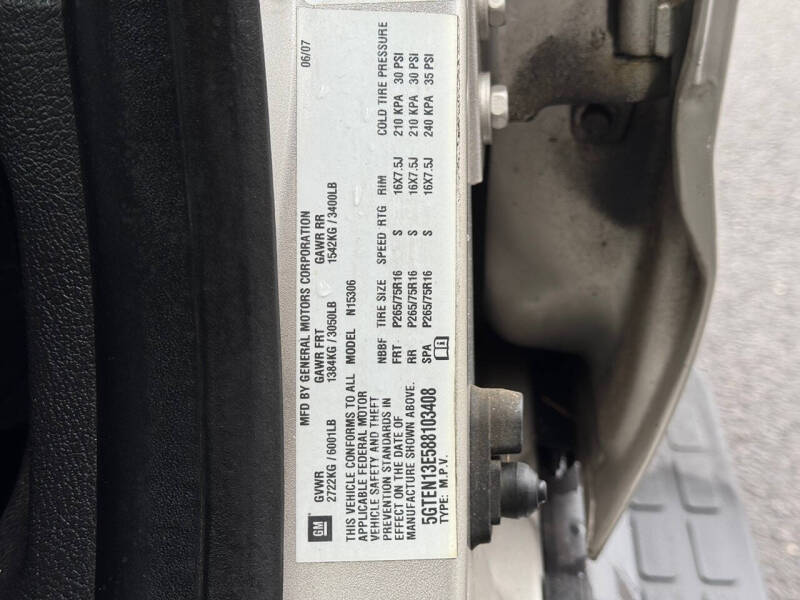 MFD BY GENERAL MOTORS CORPORATION 06/07
GM
GVWR GAWR FRT GAWR RR
2722KG / 6001LB 1384KG / 3050LB 1542KG / 3400LB
THIS VEHICLE CONFORMS TO ALL
APPLICABLE FEDERAL MOTOR
VEHICLE SAFETY AND THEFT
PREVENTION STANDARDS IN
EFFECT ON THE DATE OF
MANUFACTURE SHOWN ABOVE.
5GTEN13E588103408
TYPE: M.P.V.
MODEL N15306
NBBF TIRE SIZE SPEED RTG RIM COLD TIRE PRESSURE
FRT P265/75R16 S 16X7.5J 210 KPA 30 PSI
RR P265/75R16 S 16X7.5J 210 KPA 30 PSI
SPA P265/75R16 S 16X7.5J 240 KPA 35 PSI